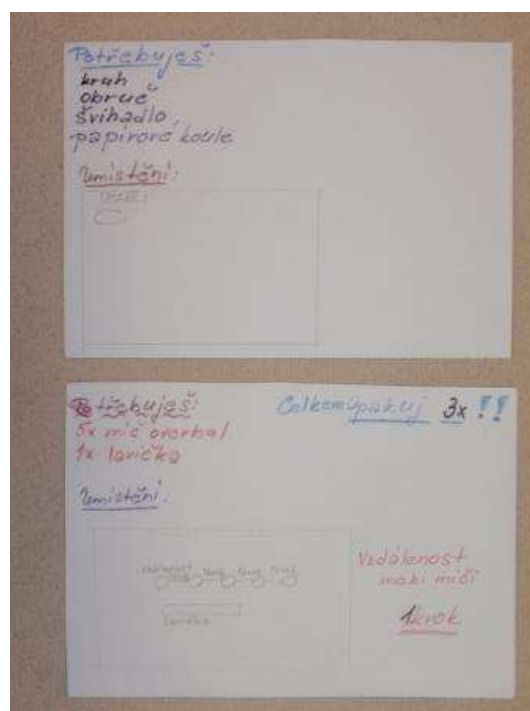 Potřebuješ:
kruh
obruč
švihadlo,
papírové koule
Umístění:
Potřebuješ:
Celkem opakuj 3x !!
5x míč overbal
1x lavička
Umístění:
Vzdálenost
mezi míči
1 krok
lavička